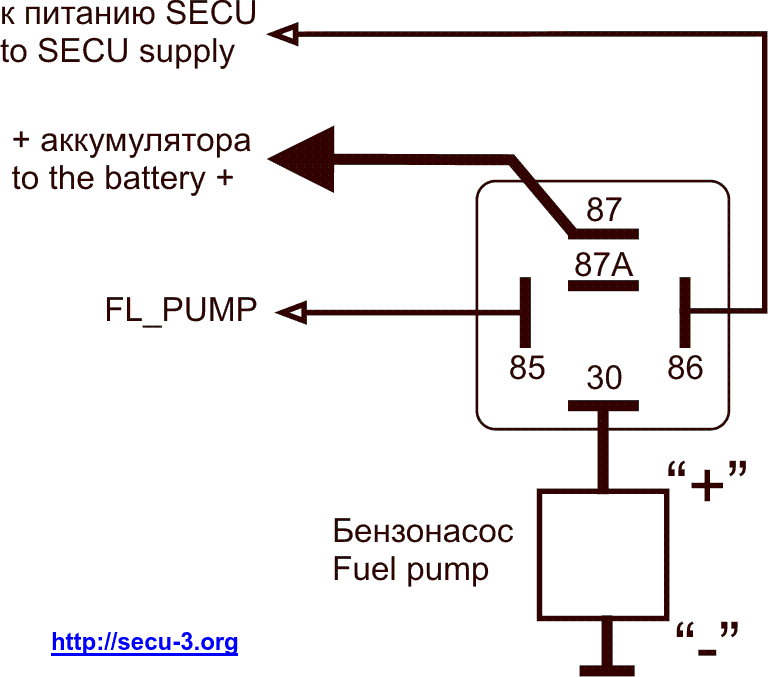 к питанию SECU
to SECU supply
+ аккумулятора
to the battery +
87
87A
FL_PUMP
85
86
30
“+”
Бензонасос
Fuel pump
“-”
http://secu-3.org